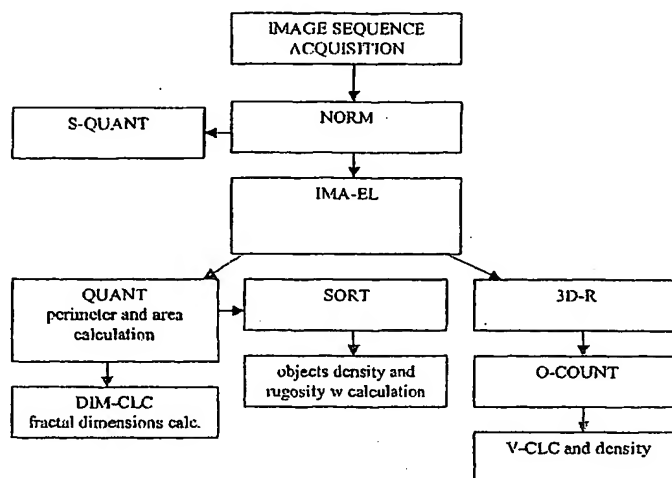 IMAGE SEQUENCE
ACQUISITION
S-QUANT
NORM
IMA-EL
QUANT
perimeter and area
calculation
SORT
3D-R
objects density and
rugosity w calculation
O-COUNT
DIM-CLC
fractal dimensions calc.
V-CLC and density